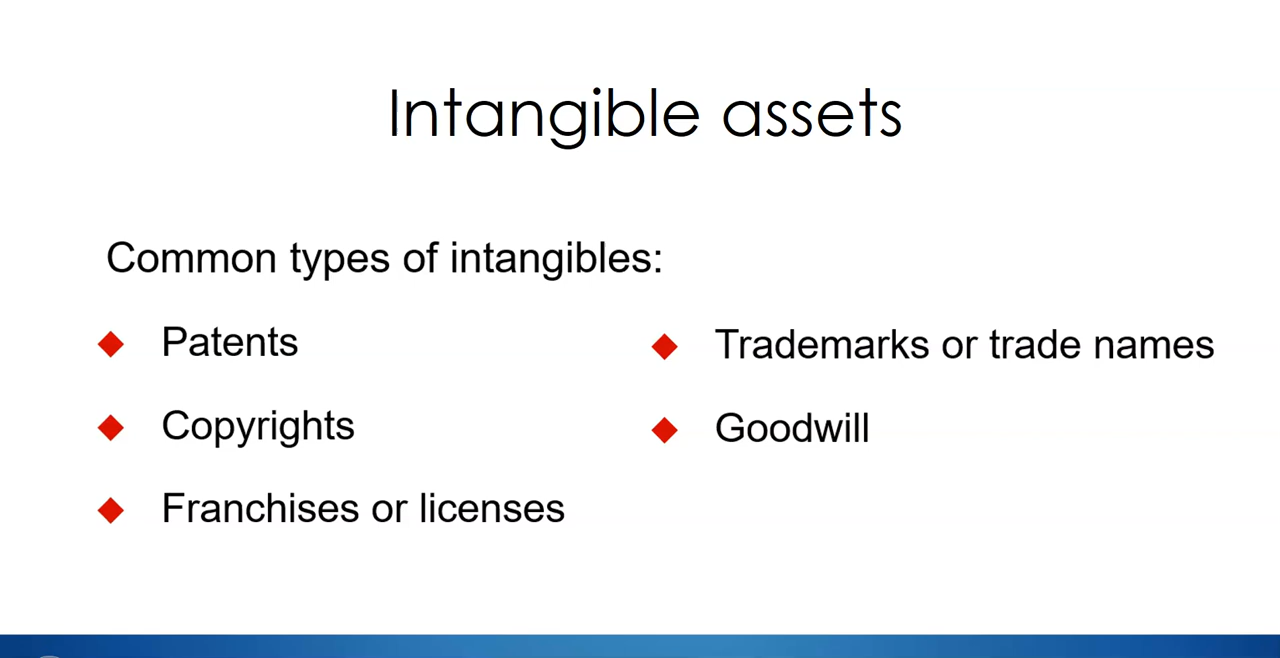 Intangible assets
Common types of intangibles:
Patents
Copyrights
Franchises or licenses
Trademarks or trade names
Goodwill